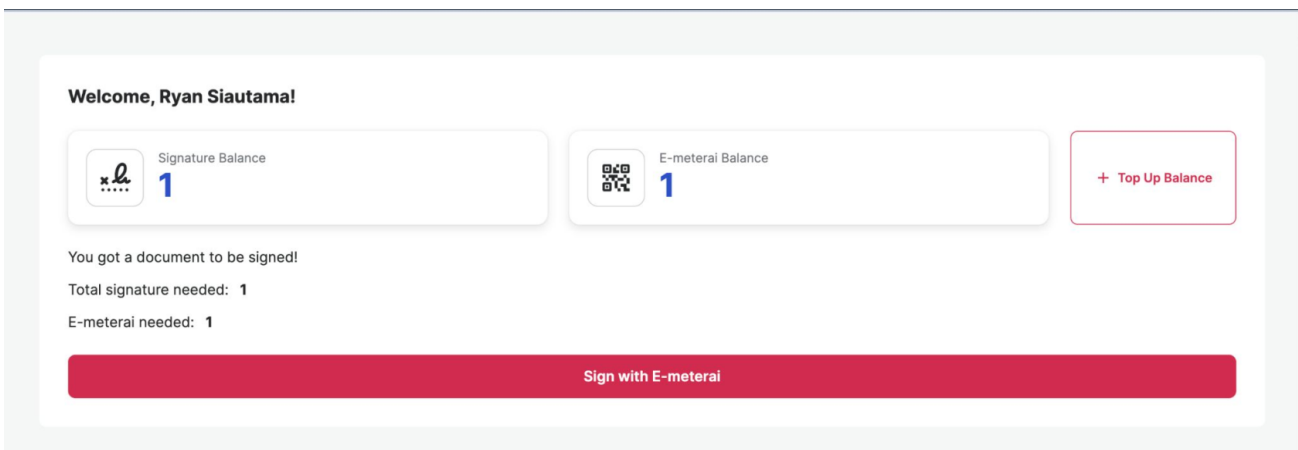 Welcome, Ryan Siautama!
Signature Balance
1
E-meterai Balance
1
+ Top Up Balance
You got a document to be signed!
Total signature needed: 1
E-meterai needed: 1
Sign with E-meterai